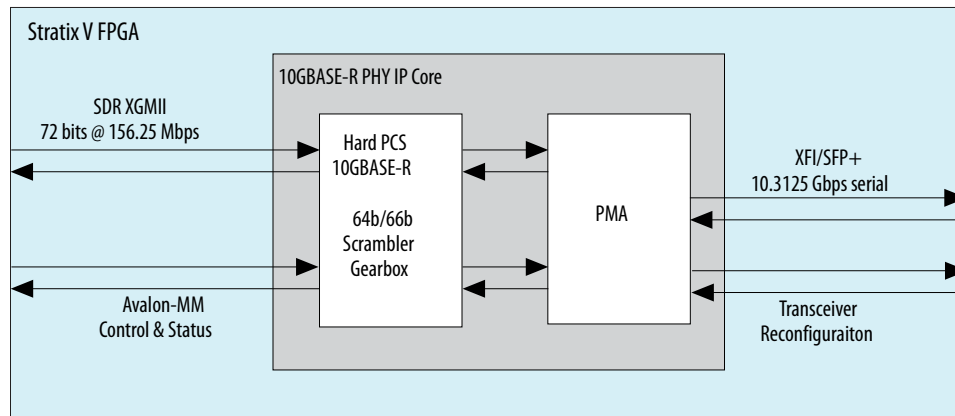 Stratix V FPGA
10GBASE-R PHY IP Core
SDR XGMII
72 bits @ 156.25 Mbps
Hard PCS
10GBASE-R
64b/66b
Scrambler
Gearbox
PMA
XFI/SFP+
10.3125 Gbps serial
Avalon-MM
Control & Status
Transceiver
Reconfiguraiton